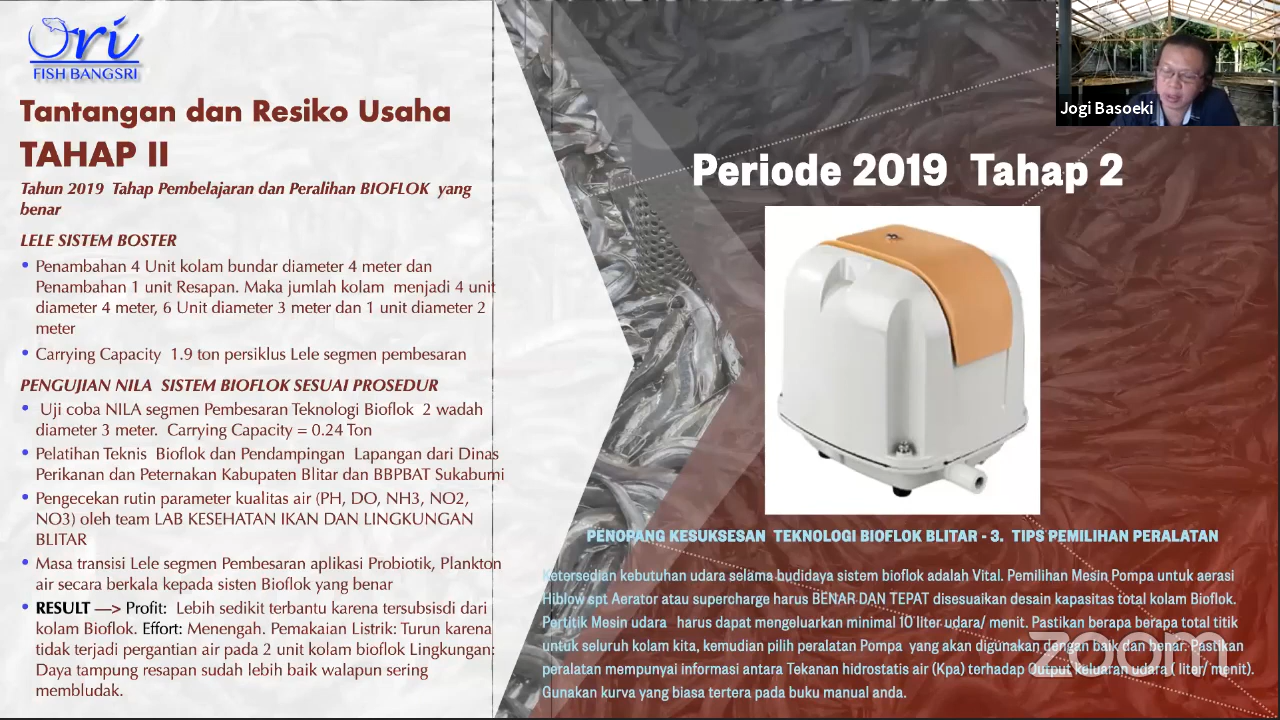 Ori
FISH BANGSRI
Tantangan dan Resiko Usaha
TAHAP II
Tahun 2019 Tahap Pembelajaran dan Peralihan BIOFLOK yang
benar
LELE SISTEM BOSTER
• Penambahan 4 Unit kolam bundar diameter 4 meter dan
Penambahan 1 unit Resapan. Maka jumlah kolam menjadi 4 unit
diameter 4 meter, 6 Unit diameter 3 meter dan 1 unit diameter 2
meter
• Carrying Capacity 1.9 ton persiklus Lele segmen pembesaran
PENGUJIAN NILA SISTEM BIOFLOK SESUAI PROSEDUR
• Uji coba NILA segmen Pembesaran Teknologi Bioflok 2 wadah
diameter 3 meter. Carrying Capacity = 0.24 Ton
• Pelatihan Teknis Bioflok dan Pendampingan Lapangan dari Dinas
Perikanan dan Peternakan Kabupaten Blitar dan BBPBAT Sukabumi
• Pengecekan rutin parameter kualitas air (PH, DO, NH3, NO2,
NO3) oleh team LAB KESEHATAN IKAN DAN LINGKUNGAN
BLITAR
• Masa transisi Lele segmen Pembesaran aplikasi Probiotik, Plankton
air secara berkala kepada sisten Bioflok yang benar
• RESULT —> Profit: Lebih sedikit terbantu karena tersubsisdi dari
kolam Bioflok. Effort: Menengah. Pemakaian Listrik: Turun karena
tidak terjadi pergantian air pada 2 unit kolam bioflok Lingkungan:
Daya tampung resapan sudah lebih baik walapun sering
membludak.
Jogi Basoeki
Periode 2019 Tahap 2
PENOPANG KESUKSESAN TEKNOLOGI BIOFLOK BLITAR - 3. TIPS PEMILIHAN PERALATAN
Ketersedian kebutuhan udara selama budidaya sistem bioflok adalah Vital. Pemilihan Mesin Pompa untuk aerasi
Hiblow spt Aerator atau supercharge harus BENAR DAN TEPAT disesuaikan desain kapasitas total kolam Bioflok.
Pertitik Mesin udara harus dapat mengeluarkan minimal 10 liter udara/ menit. Pastikan berapa berapa total titik
untuk seluruh kolam kita, kemudian pilih peralatan Pompa yang akan digunakan dengan baik dan benar. Pastikan
peralatan mempunyai informasi antara Tekanan hidrostatis air (Kpa) terhadap Output keluaran udara ( liter/ menit).
Gunakan kurva yang biasa tertera pada buku manual anda.
zoom